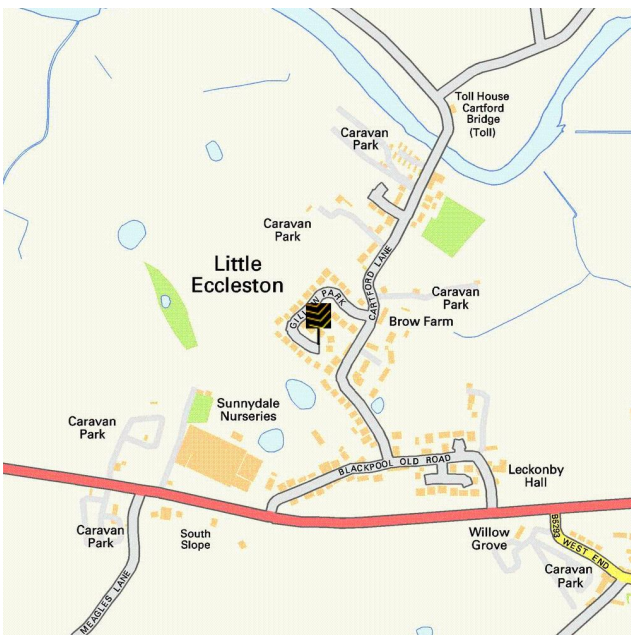 Toll House
Cartford
Bridge
(Toll)
Caravan
Park
Caravan
Park
Little
Eccleston
CARTFORD LANE
Caravan
Park
Brow Farm
PARK
Sunnydale
Nurseries
Caravan
Park
BLACKPOOL OLD ROAD
Leckonby
Hall
Caravan
Park
South
Slope
Willow
Grove
B5293
WEST END
Caravan
Park
MEAGLES LANE